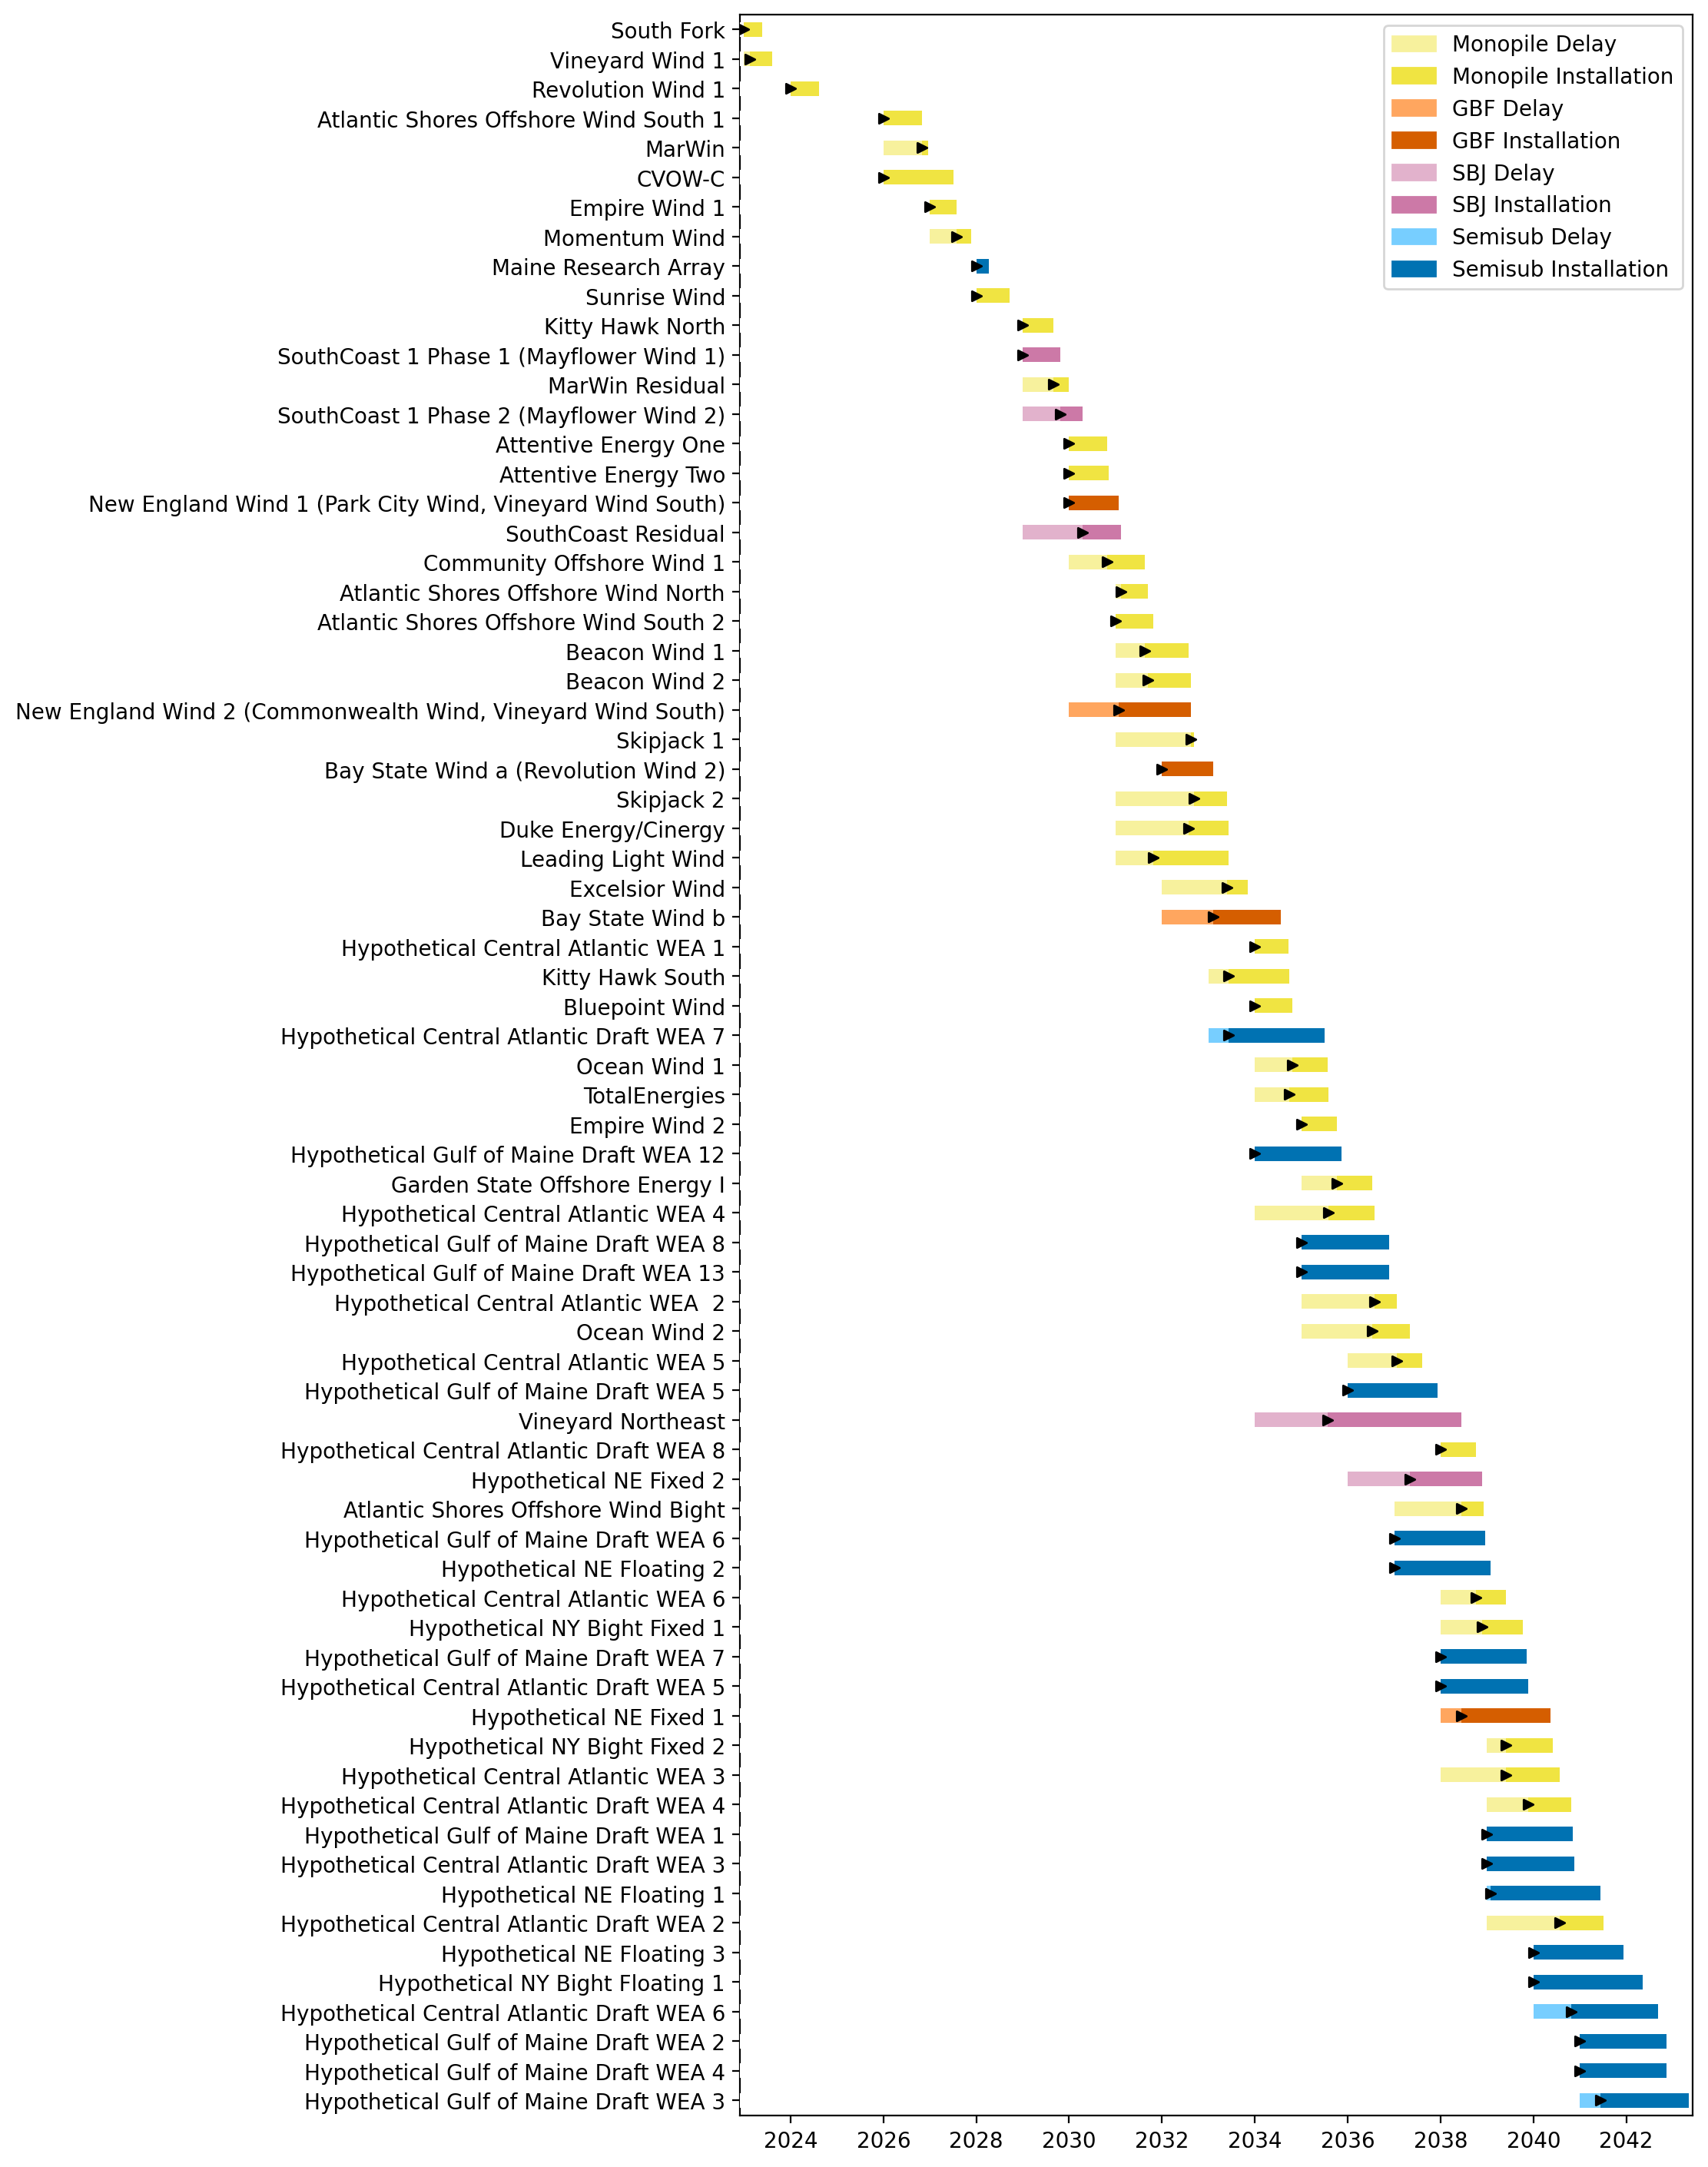 South Fork
Vineyard Wind 1
Revolution Wind 1
Atlantic Shores Offshore Wind South 1
MarWin
CVOW-C
Empire Wind 1
Momentum Wind
Maine Research Array
Sunrise Wind
Kitty Hawk North
SouthCoast 1 Phase 1 (Mayflower Wind 1)
MarWin Residual
SouthCoast 1 Phase 2 (Mayflower Wind 2)
Attentive Energy One
Attentive Energy Two
New England Wind 1 (Park City Wind, Vineyard Wind South)
SouthCoast Residual
Community Offshore Wind 1
Atlantic Shores Offshore Wind North
Atlantic Shores Offshore Wind South 2
Beacon Wind 1
Beacon Wind 2
New England Wind 2 (Commonwealth Wind, Vineyard Wind South)
Skipjack 1
Bay State Wind a (Revolution Wind 2)
Skipjack 2
Duke Energy/Cinergy
Leading Light Wind
Excelsior Wind
Bay State Wind b
Hypothetical Central Atlantic WEA 1
Kitty Hawk South
Bluepoint Wind
Hypothetical Central Atlantic Draft WEA 7
Ocean Wind 1
TotalEnergies
Empire Wind 2
Hypothetical Gulf of Maine Draft WEA 12
Garden State Offshore Energy I
Hypothetical Central Atlantic WEA 4
Hypothetical Gulf of Maine Draft WEA 8
Hypothetical Gulf of Maine Draft WEA 13
Hypothetical Central Atlantic WEA  2
Ocean Wind 2
Hypothetical Central Atlantic WEA 5
Hypothetical Gulf of Maine Draft WEA 5
Vineyard Northeast
Hypothetical Central Atlantic Draft WEA 8
Hypothetical NE Fixed 2
Atlantic Shores Offshore Wind Bight
Hypothetical Gulf of Maine Draft WEA 6
Hypothetical NE Floating 2
Hypothetical Central Atlantic WEA 6
Hypothetical NY Bight Fixed 1
Hypothetical Gulf of Maine Draft WEA 7
Hypothetical Central Atlantic Draft WEA 5
Hypothetical NE Fixed 1
Hypothetical NY Bight Fixed 2
Hypothetical Central Atlantic WEA 3
Hypothetical Central Atlantic Draft WEA 4
Hypothetical Gulf of Maine Draft WEA 1
Hypothetical Central Atlantic Draft WEA 3
Hypothetical NE Floating 1
Hypothetical Central Atlantic Draft WEA 2
Hypothetical NE Floating 3
Hypothetical NY Bight Floating 1
Hypothetical Central Atlantic Draft WEA 6
Hypothetical Gulf of Maine Draft WEA 2
Hypothetical Gulf of Maine Draft WEA 4
Hypothetical Gulf of Maine Draft WEA 3
Monopile Delay
Monopile Installation
GBF Delay
GBF Installation
SBJ Delay
SBJ Installation
Semisub Delay
Semisub Installation
2024 2026 2028 2030 2032 2034 2036 2038 2040 2042